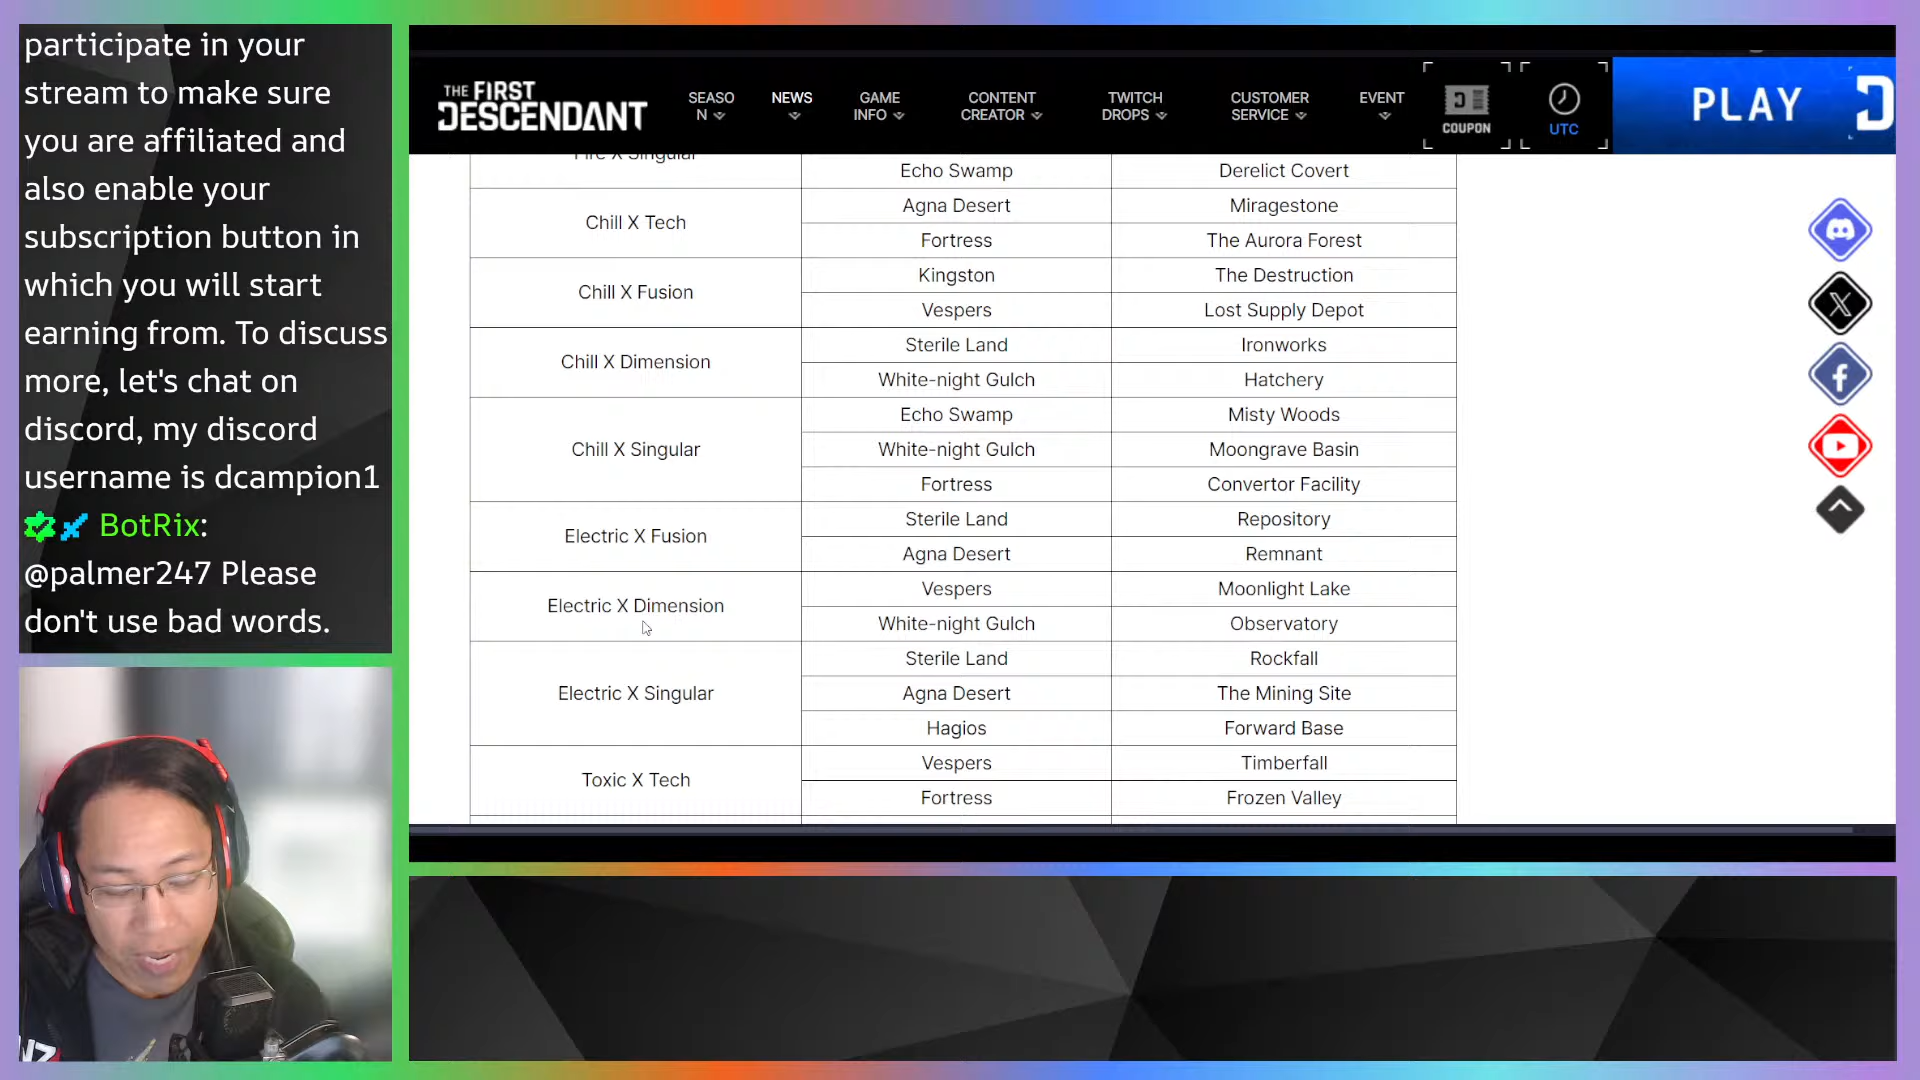 participate in your
stream to make sure
you are affiliated and
also enable your
subscription button in
which you will start
earning from. To discuss
more, let's chat on
discord, my discord
username is dcampion1
BotRix:
@palmer247 Please
don't use bad words.
THE FIRST
DESCENDANT
SEASO
N
NEWS
GAME
INFO
CONTENT
CREATOR
TWITCH
DROPS
CUSTOMER
SERVICE
EVENT
COUPON
UTC
PLAY
Fire X Singular
Echo Swamp Derelict Covert
Chill X Tech
Agna Desert Miragestone
Fortress The Aurora Forest
Chill X Fusion
Kingston The Destruction
Vespers Lost Supply Depot
Chill X Dimension
Sterile Land Ironworks
White-night Gulch Hatchery
Chill X Singular
Echo Swamp Misty Woods
White-night Gulch Moongrave Basin
Fortress Convertor Facility
Electric X Fusion
Sterile Land Repository
Agna Desert Remnant
Electric X Dimension
Vespers Moonlight Lake
White-night Gulch Observatory
Electric X Singular
Sterile Land Rockfall
Agna Desert The Mining Site
Hagios Forward Base
Toxic X Tech
Vespers Timberfall
Fortress Frozen Valley